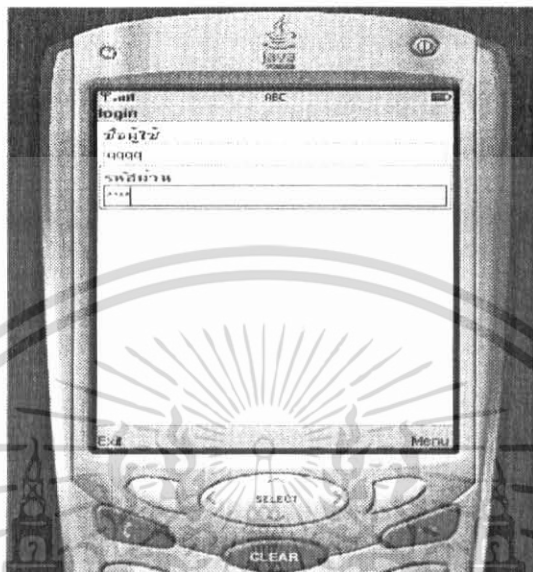 Java
ABC
login
ชื่อผู้ใช้
qqqq
รหัสผ่าน
****
Exit
Menu
SELECT
CLEAR